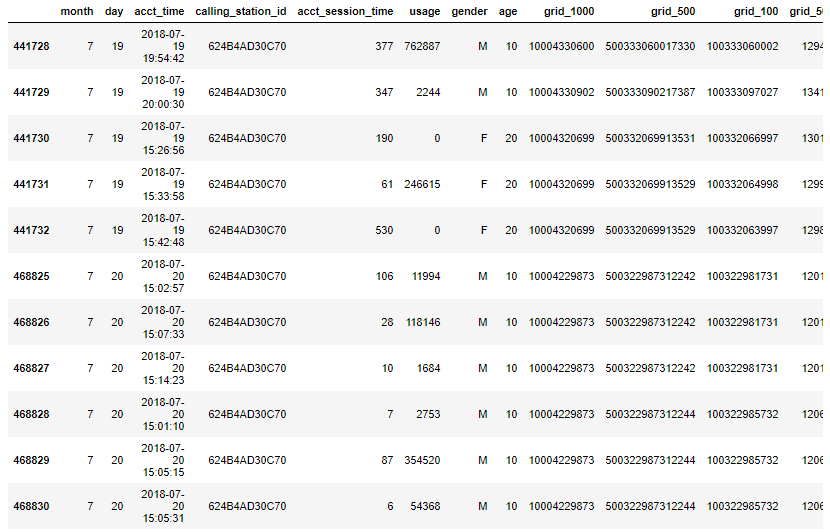 month day acct_time calling_station_id acct_session_time usage gender age grid_1000 grid_500 grid_100 grid_50
441728 7 19 2018-07-19 19:54:42 624B4AD30C70 377 762887 M 10 10004330600 500333060017330 100333060002 1294
441729 7 19 2018-07-19 20:00:30 624B4AD30C70 347 2244 M 10 10004330902 500333090217387 100333097027 1341
441730 7 19 2018-07-19 15:26:56 624B4AD30C70 190 0 F 20 10004320699 500332069913531 100332066997 1301
441731 7 19 2018-07-19 15:33:58 624B4AD30C70 61 246615 F 20 10004320699 500332069913529 100332064998 1299
441732 7 19 2018-07-19 15:42:48 624B4AD30C70 530 0 F 20 10004320699 500332069913529 100332063997 1298
468825 7 20 2018-07-20 15:02:57 624B4AD30C70 106 11994 M 10 10004229873 500322987312242 100322981731 1201
468826 7 20 2018-07-20 15:07:33 624B4AD30C70 28 118146 M 10 10004229873 500322987312242 100322981731 1201
468827 7 20 2018-07-20 15:14:23 624B4AD30C70 10 1684 M 10 10004229873 500322987312242 100322981731 1201
468828 7 20 2018-07-20 15:01:10 624B4AD30C70 7 2753 M 10 10004229873 500322987312244 100322985732 1206
468829 7 20 2018-07-20 15:05:15 624B4AD30C70 87 354520 M 10 10004229873 500322987312244 100322985732 1206
468830 7 20 2018-07-20 15:05:31 624B4AD30C70 6 54368 M 10 10004229873 500322987312244 100322985732 1206